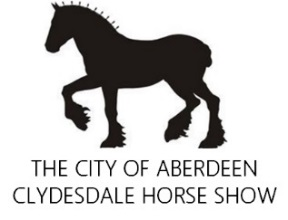 THE CITY OF ABERDEEN
CLYDESDALE HORSE SHOW